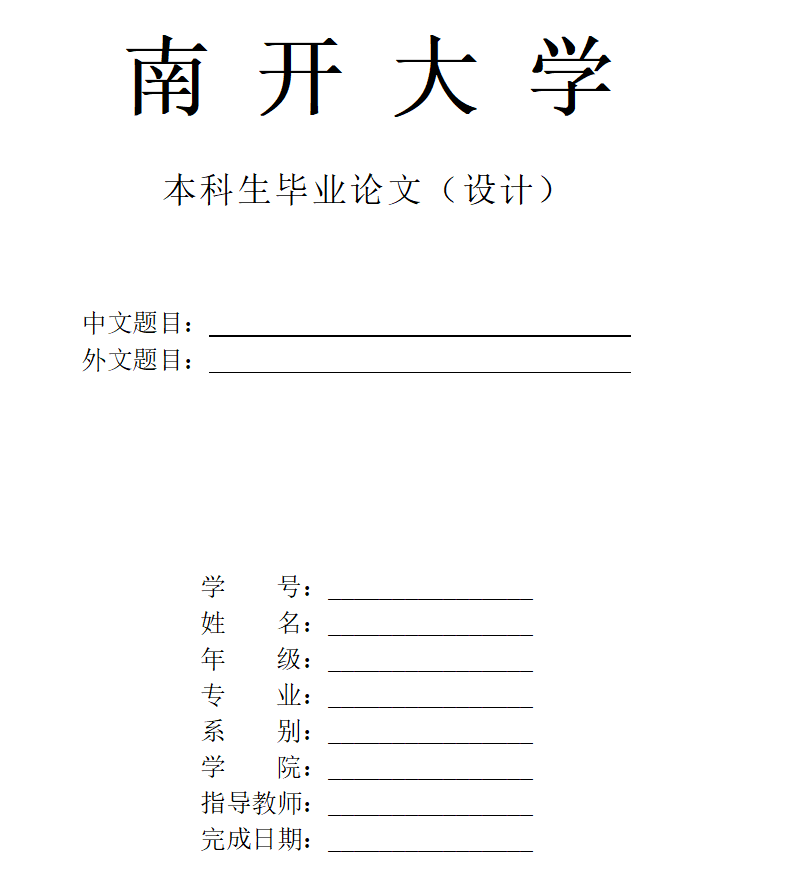 南开大学
本科生毕业论文（设计）
中文题目：
外文题目：
学 号：
姓 名：
年 级：
专 业：
系 别：
学 院：
指导教师：
完成日期：